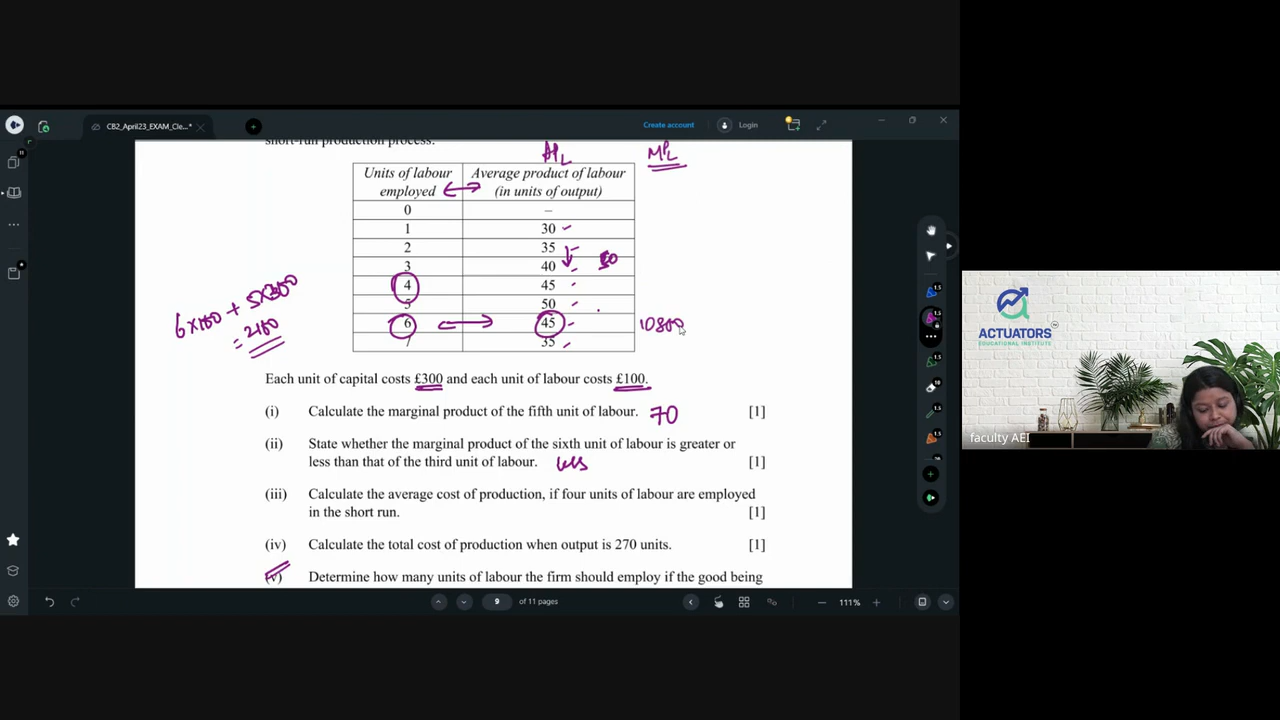 CB2_April23_EXAM_Cle...*
Create account
Login
short-run production process.
APL
MPL
Units of labour employed
Average product of labour (in units of output)
0 –
1 30
2 35
3 40
4 45
5 50
6 45
7 35
10800
6x100 + 5x300
= 2100
Each unit of capital costs £300 and each unit of labour costs £100.
(i) Calculate the marginal product of the fifth unit of labour. 70 [1]
(ii) State whether the marginal product of the sixth unit of labour is greater or
less than that of the third unit of labour. less [1]
(iii) Calculate the average cost of production, if four units of labour are employed
in the short run. [1]
(iv) Calculate the total cost of production when output is 270 units. [1]
(v) Determine how many units of labour the firm should employ if the good being
9 of 11 pages
111%
ACTUATORS
EDUCATIONAL INSTITUTE
faculty AEI